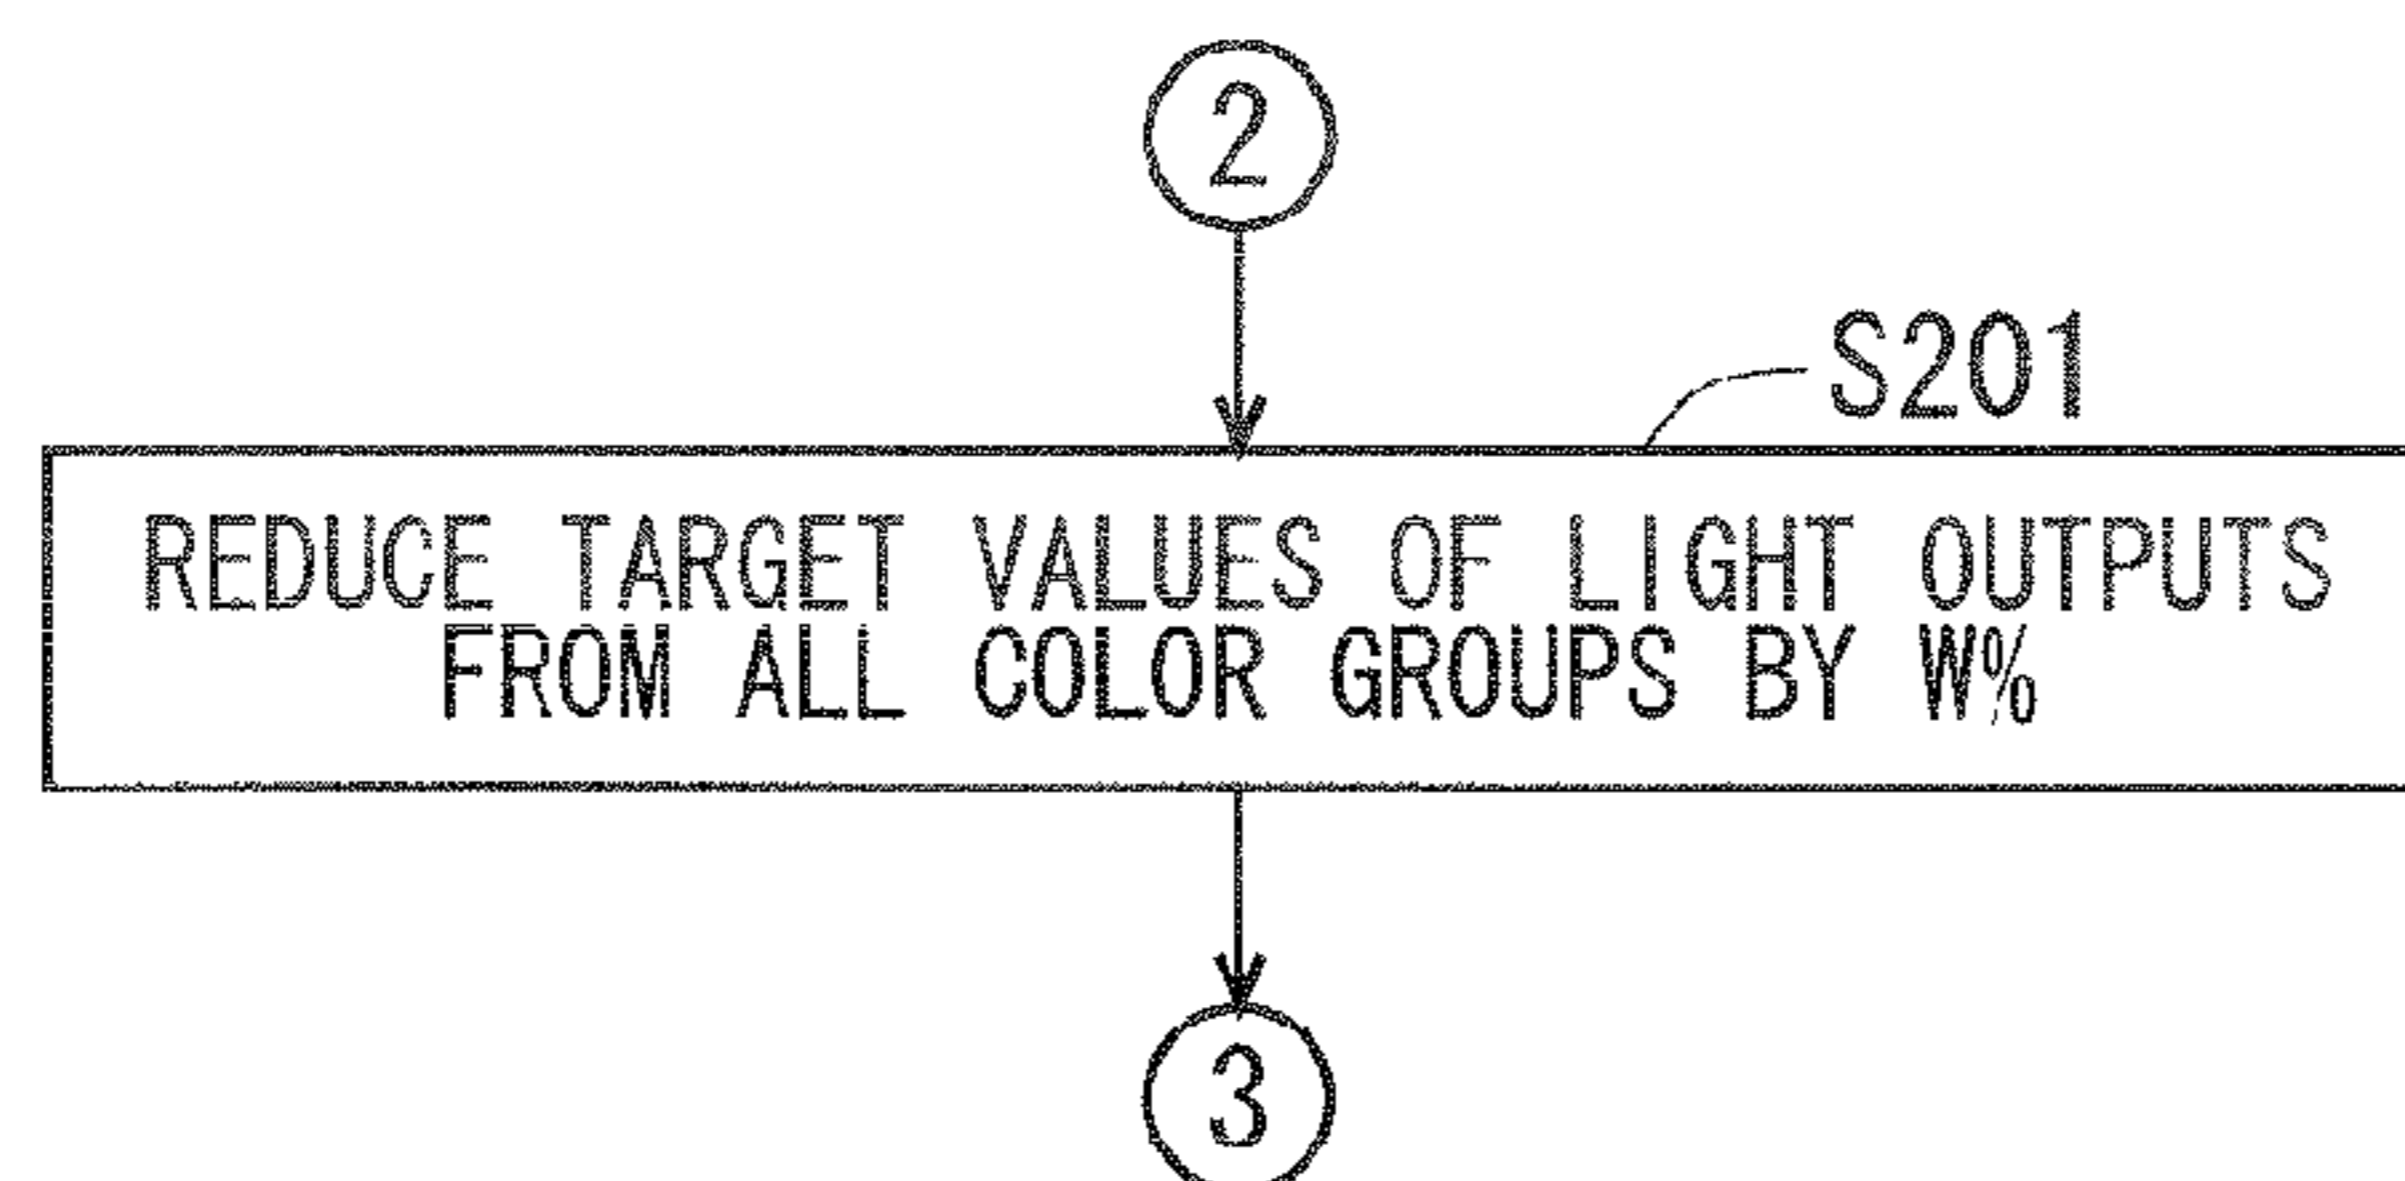 2
S201
REDUCE TARGET VALUES OF LIGHT OUTPUTS
FROM ALL COLOR GROUPS BY W%
3